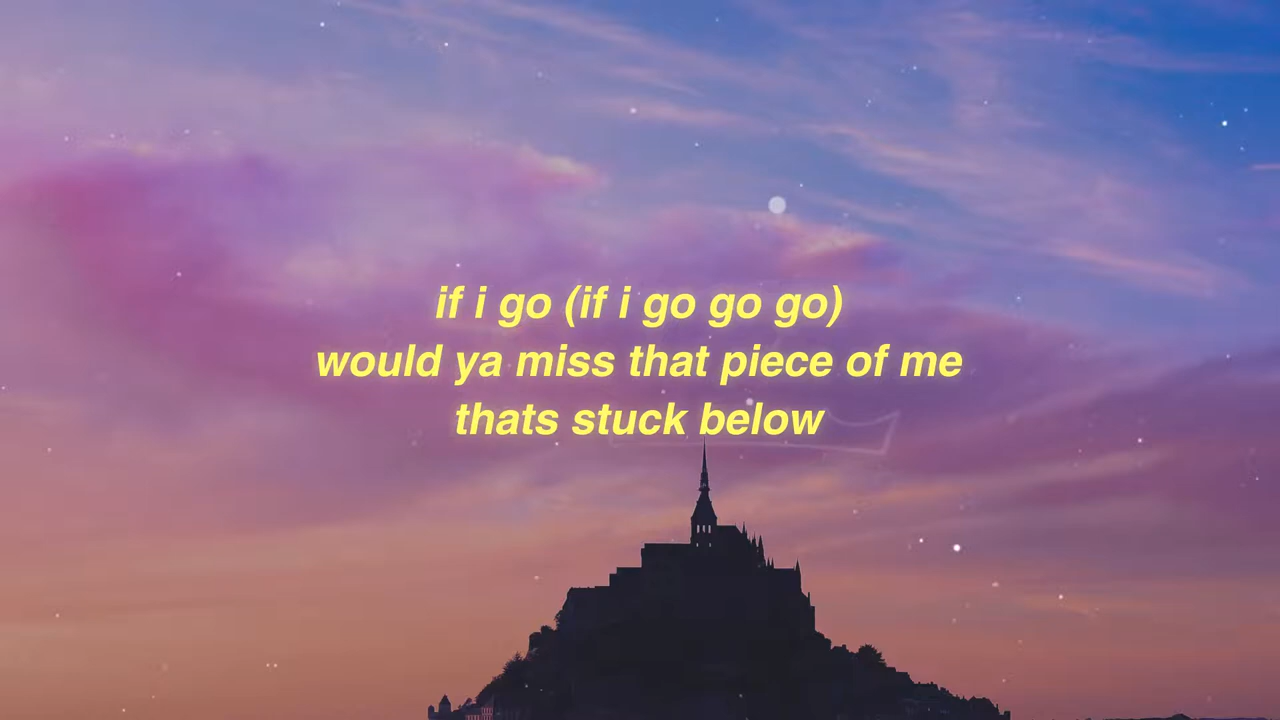 if i go (if i go go go)
would ya miss that piece of me
thats stuck below